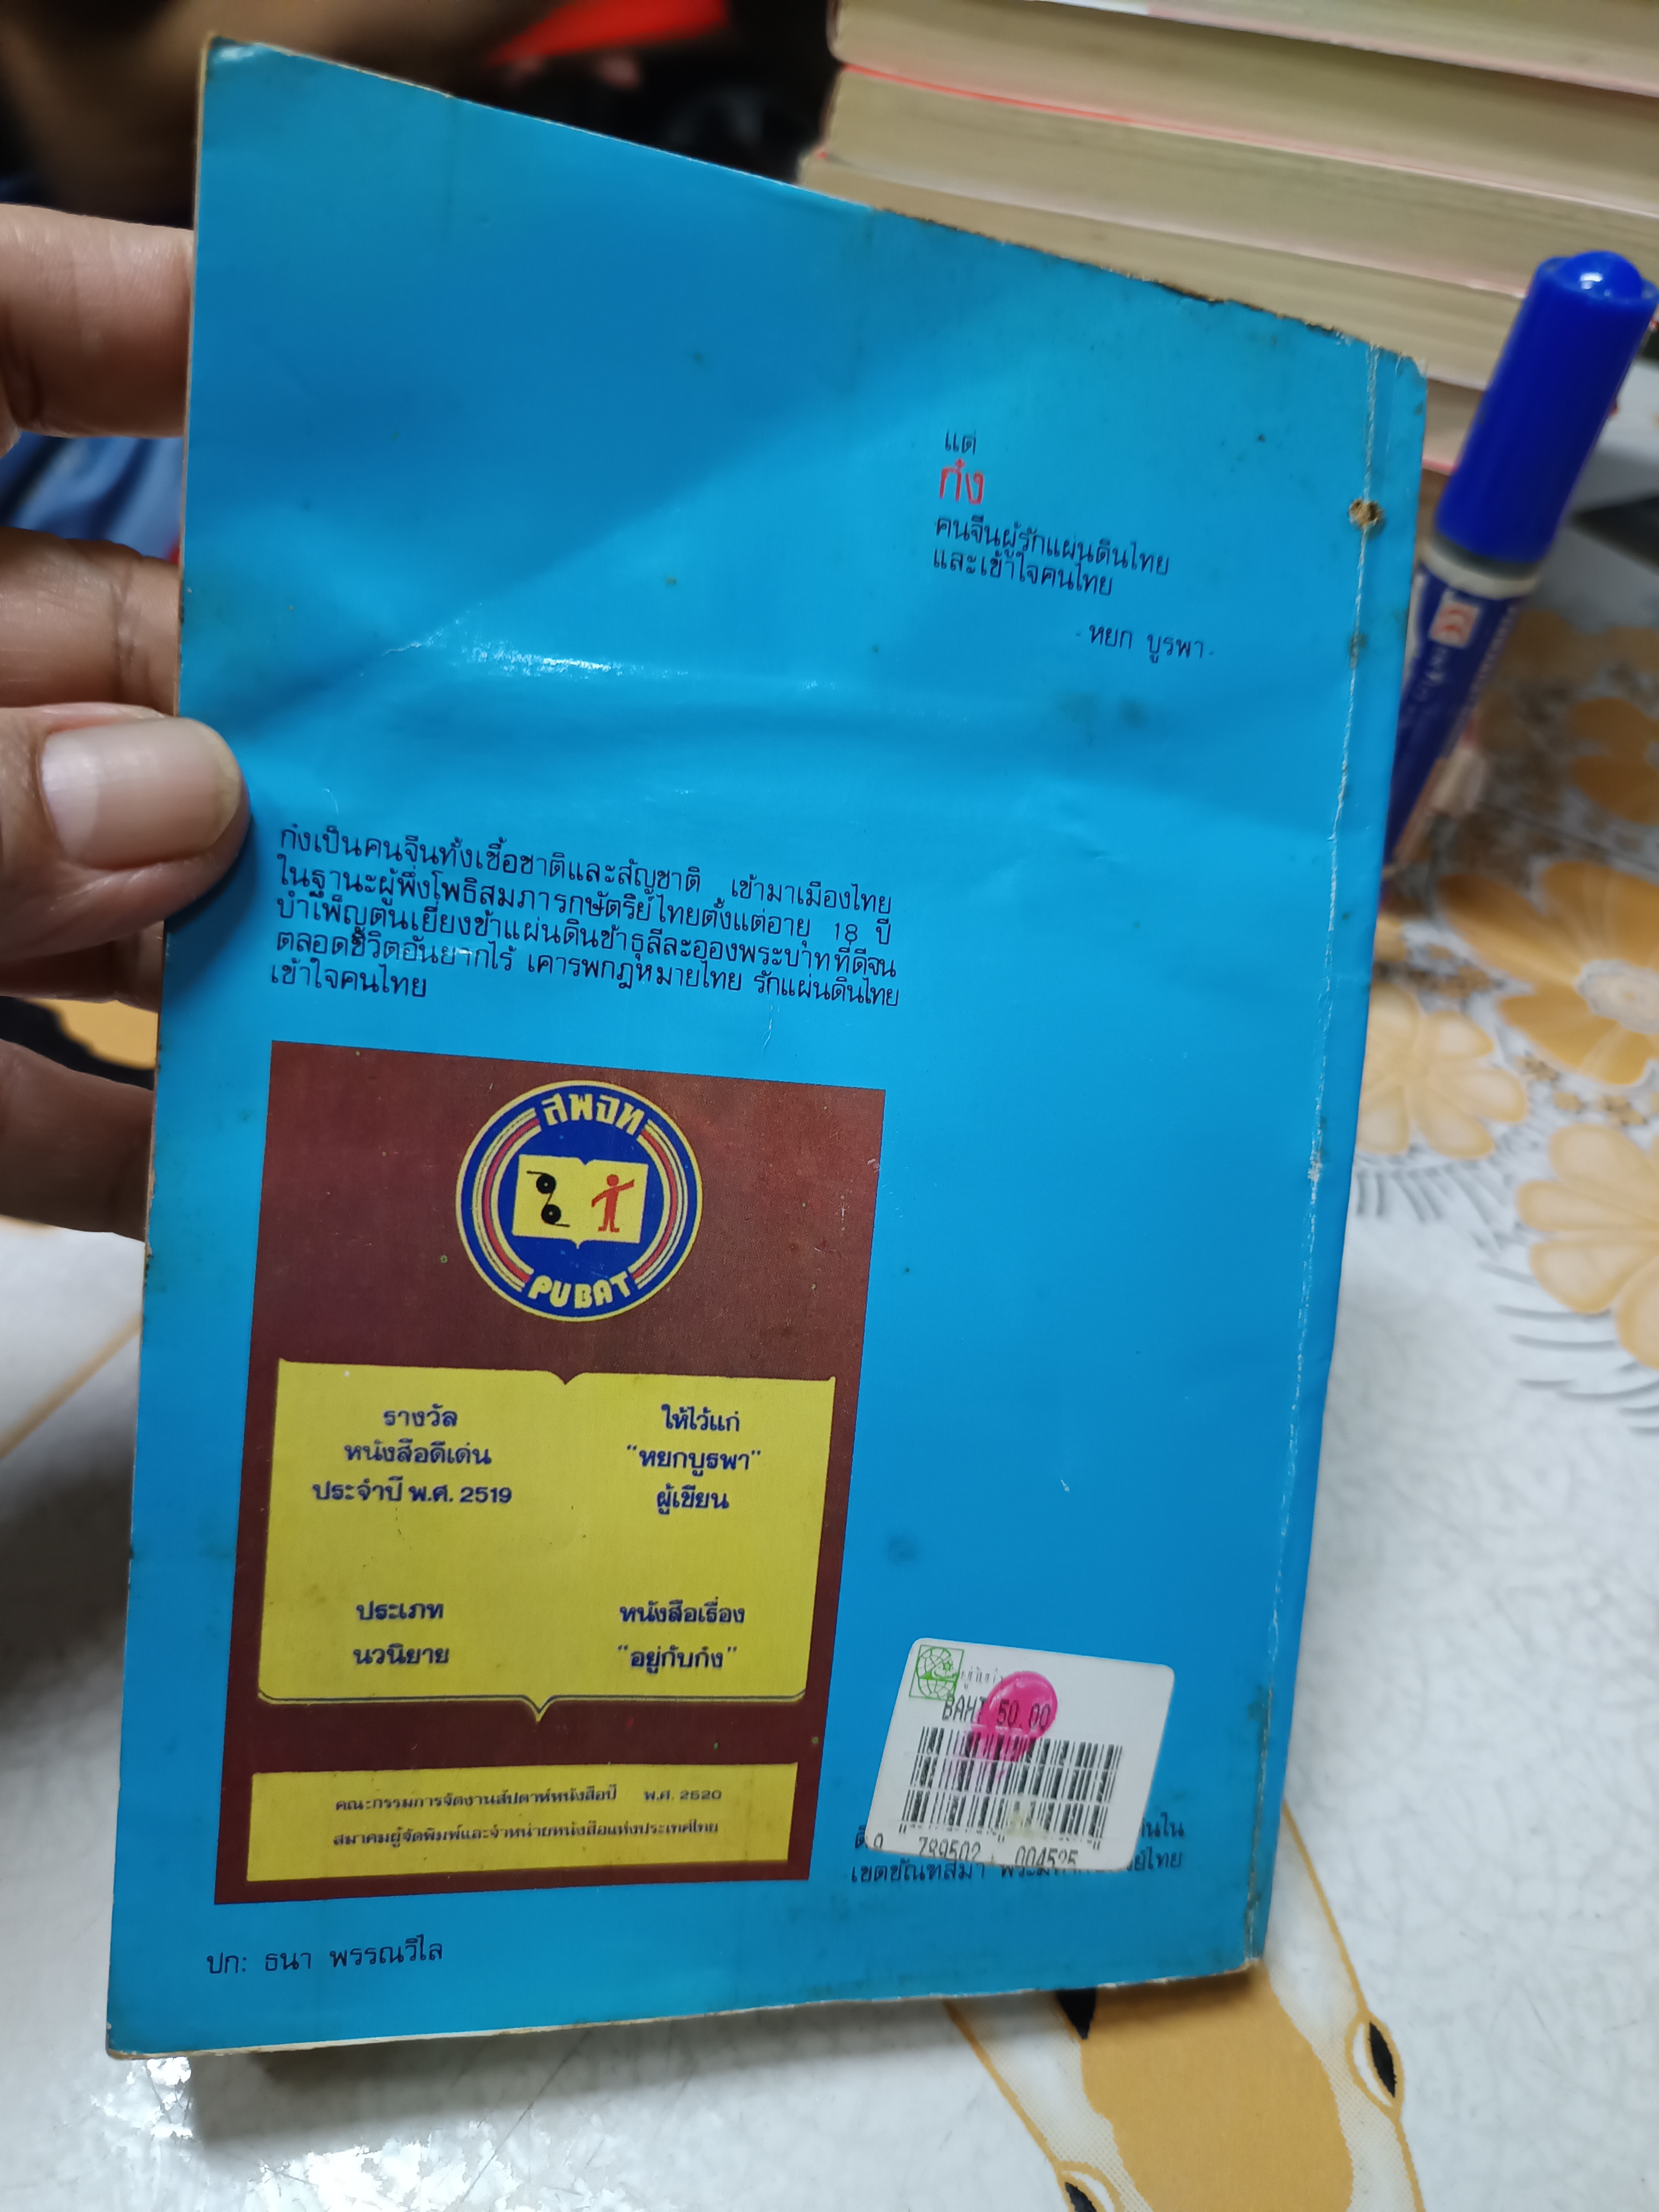 แด่
ก๋ง
คนจีนผู้รักแผ่นดินไทย
และเข้าใจคนไทย
- หยก บูรพา -
ก๋งเป็นคนจีนทั้งเชื้อชาติและสัญชาติ เข้ามาเมืองไทย
ในฐานะผู้พึ่งโพธิสมภารกษัตริย์ไทยตั้งแต่อายุ 18 ปี
บำเพ็ญตนเยี่ยงข้าแผ่นดินข้าธุลีละอองพระบาทที่ดีจน
ตลอดชีวิตอันยากไร้ เคารพกฎหมายไทย รักแผ่นดินไทย
เข้าใจคนไทย
สพจท
PUBAT
รางวัล
หนังสือดีเด่น
ประจำปี พ.ศ. 2519
ให้ไว้แก่
“หยกบูรพา”
ผู้เขียน
ประเภท
นวนิยาย
หนังสือเรื่อง
“อยู่กับก๋ง”
คณะกรรมการจัดงานสัปดาห์หนังสือปี พ.ศ. 2520
สมาคมผู้จัดพิมพ์และจำหน่ายหนังสือแห่งประเทศไทย
BAHT 50.00
9 789502 004525
เขตขัณฑสีมา
ปก: ธนา พรรณวิไล